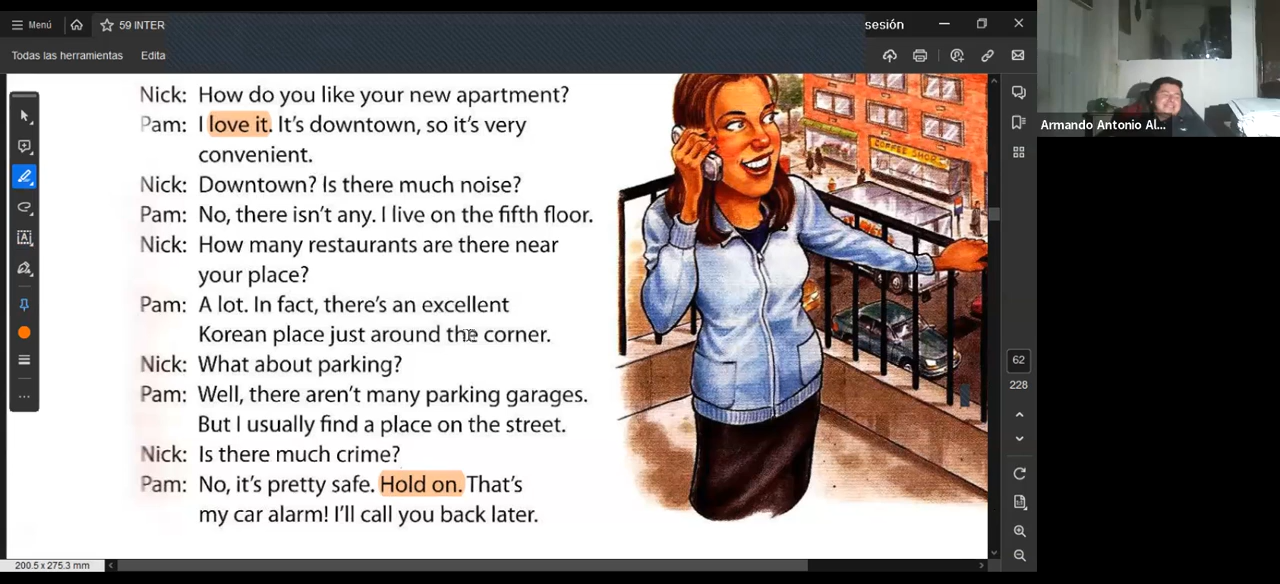 Menú
59 INTER
sesión
Todas las herramientas
Edita
Nick: How do you like your new apartment?
Pam: I love it. It's downtown, so it's very
convenient.
Nick: Downtown? Is there much noise?
Pam: No, there isn't any. I live on the fifth floor.
Nick: How many restaurants are there near
your place?
Pam: A lot. In fact, there's an excellent
Korean place just around the corner.
Nick: What about parking?
Pam: Well, there aren't many parking garages.
But I usually find a place on the street.
Nick: Is there much crime?
Pam: No, it's pretty safe. Hold on. That's
my car alarm! I'll call you back later.
COFFEE SHOP
Armando Antonio Al...
62
228
200.5 x 275.3 mm